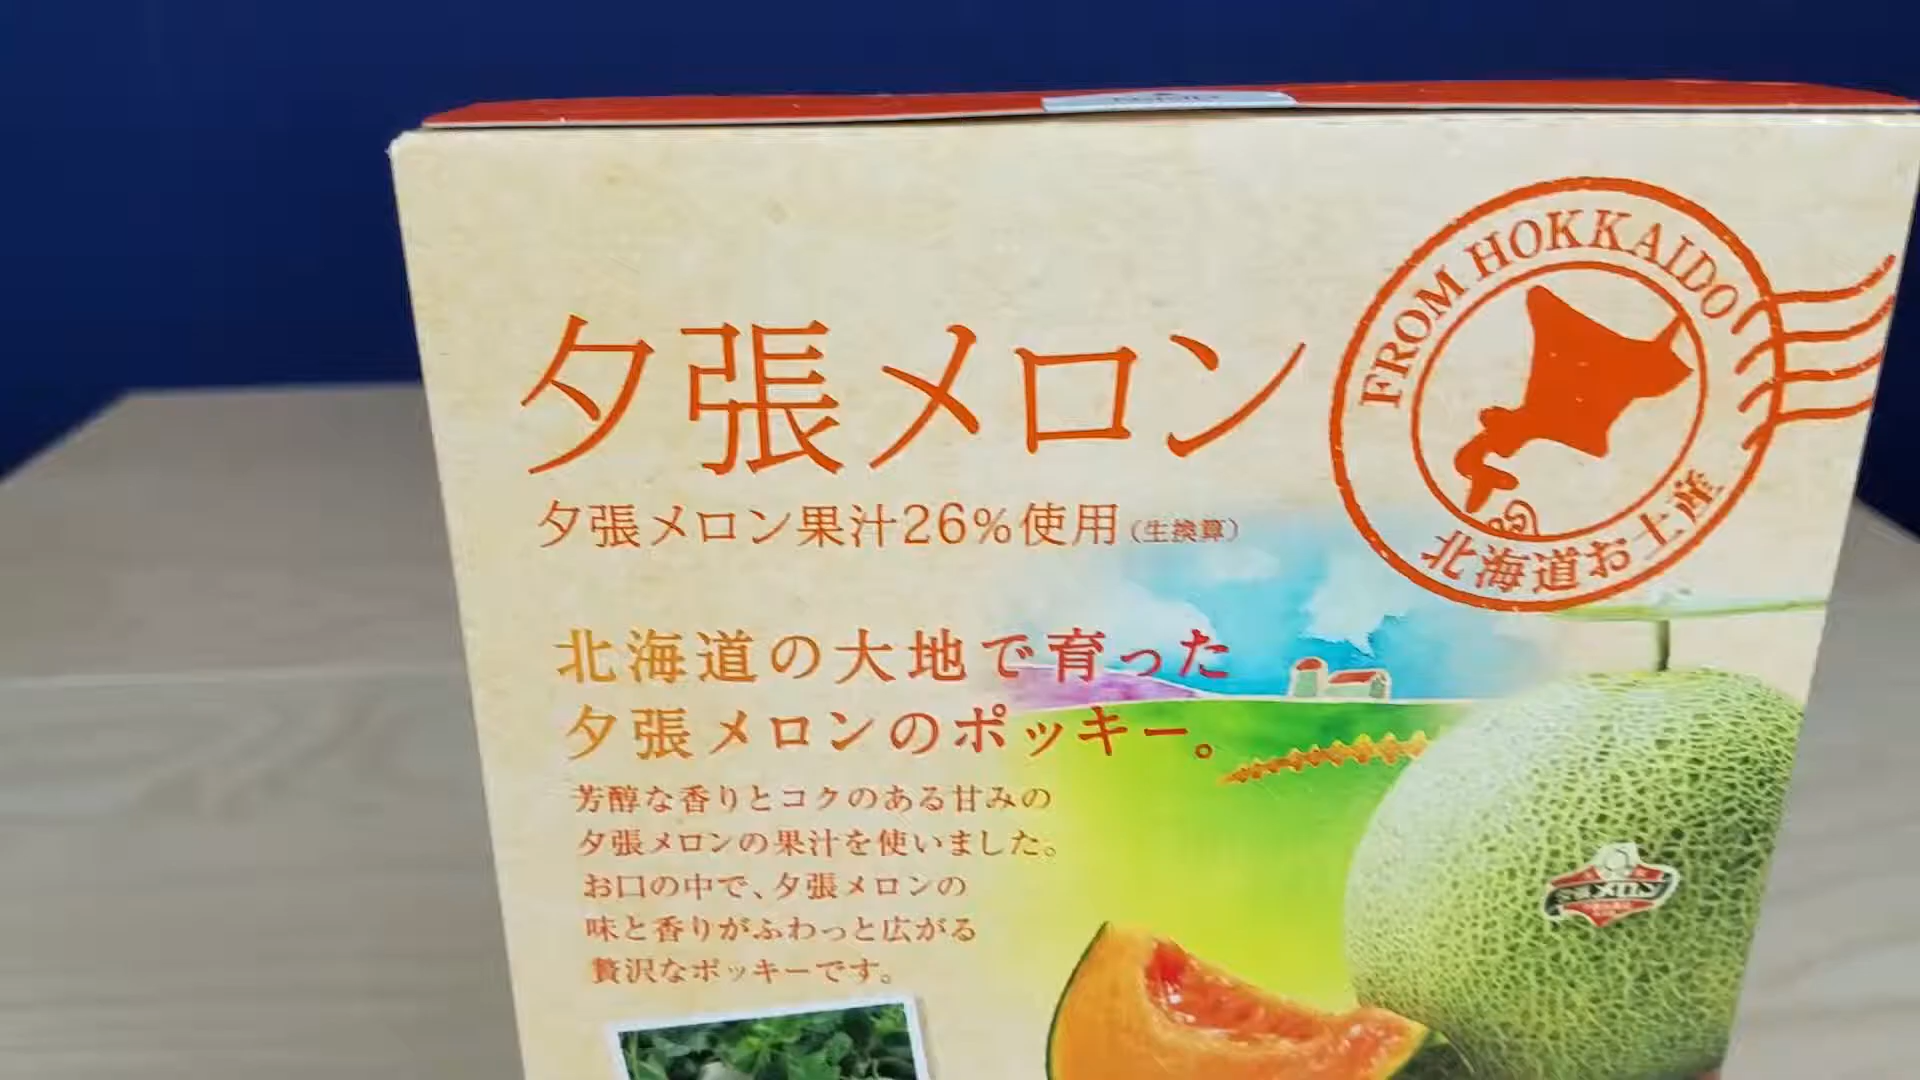 夕張メロン
夕張メロン果汁26%使用(生換算)
FROM HOKKAIDO
北海道お土産
北海道の大地で育った
夕張メロンのポッキー。
芳醇な香りとコクのある甘みの
夕張メロンの果汁を使いました。
お口の中で、夕張メロンの
味と香りがふわっと広がる
贅沢なポッキーです。
メロン